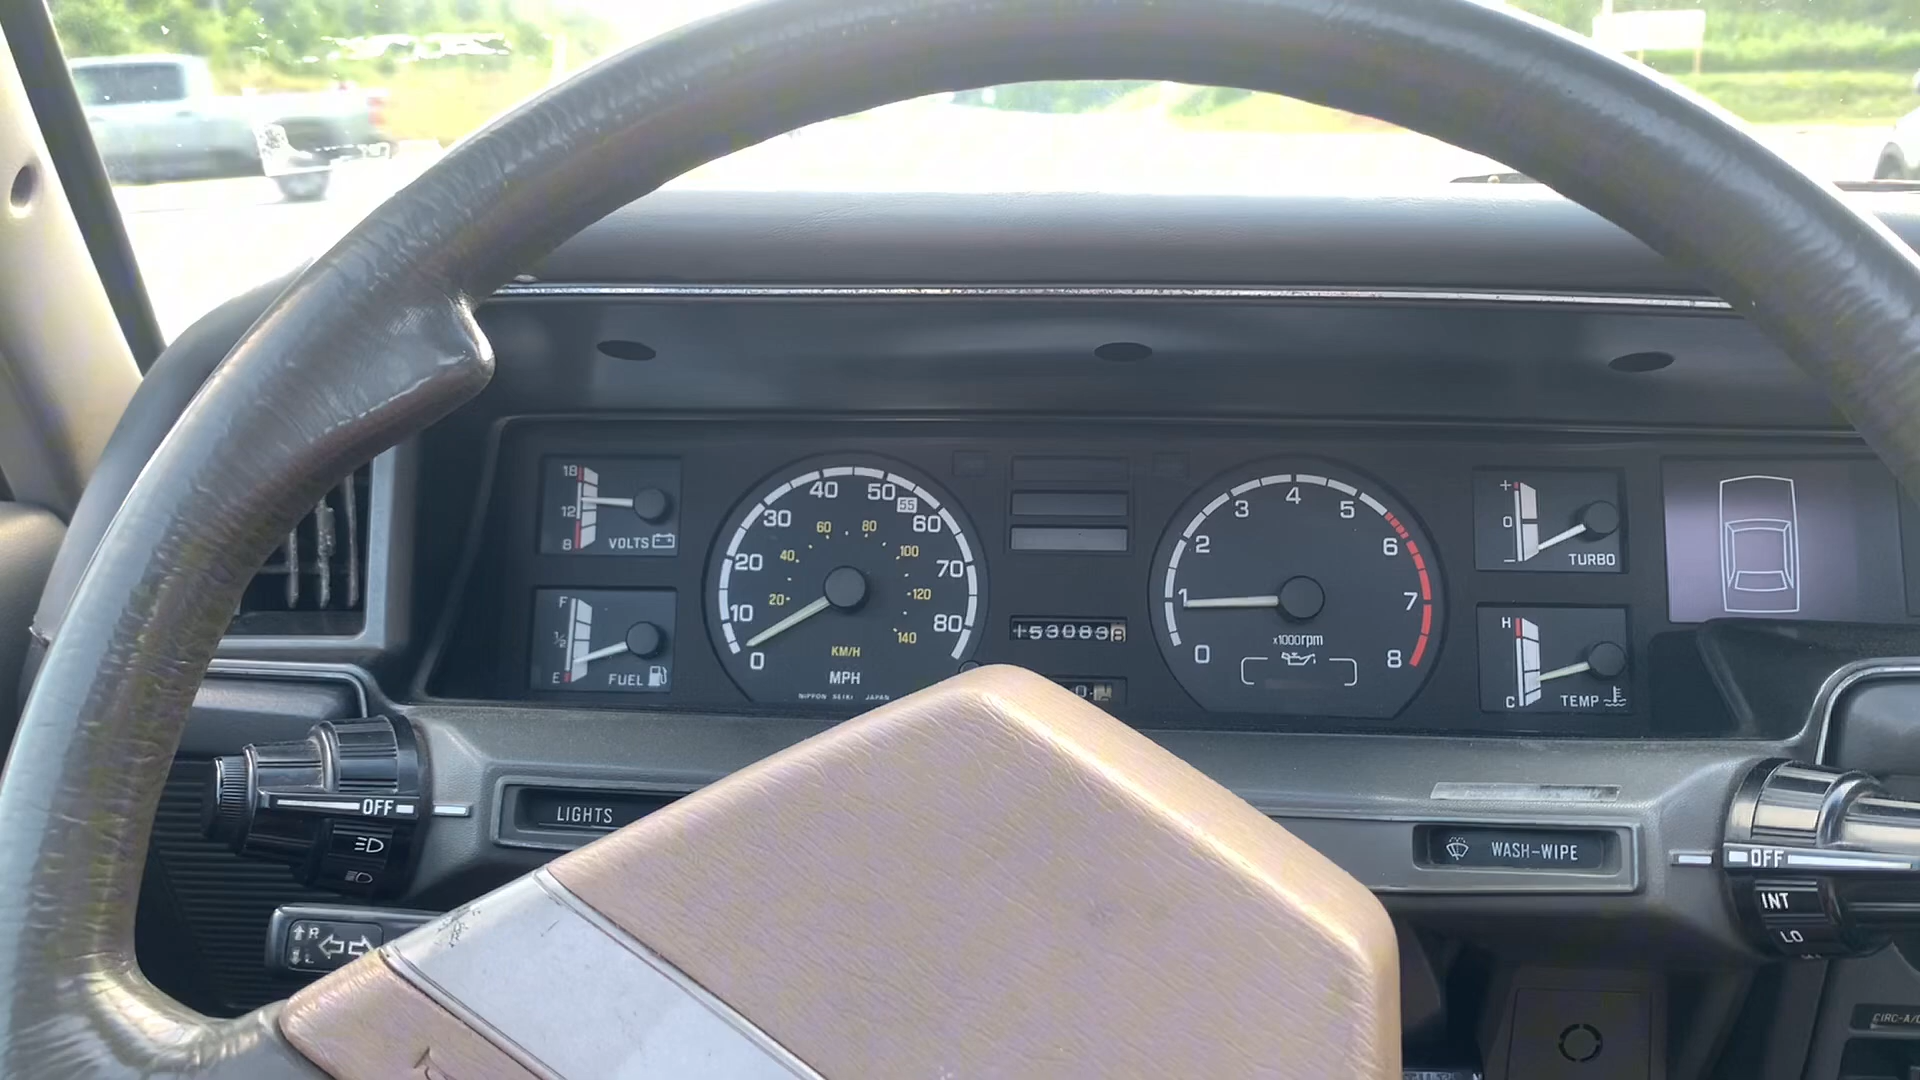 18
12
8
VOLTS
F
1/2
E
FUEL
0
10
20
30
40
50
55
60
70
80
20
40
60
80
100
120
140
KM/H
MPH
NIPPON SEIKI JAPAN
0
1
2
3
4
5
6
7
8
x1000rpm
+
0
−
TURBO
H
C
TEMP
OFF
LIGHTS
R
L
WASH-WIPE
OFF
INT
LO